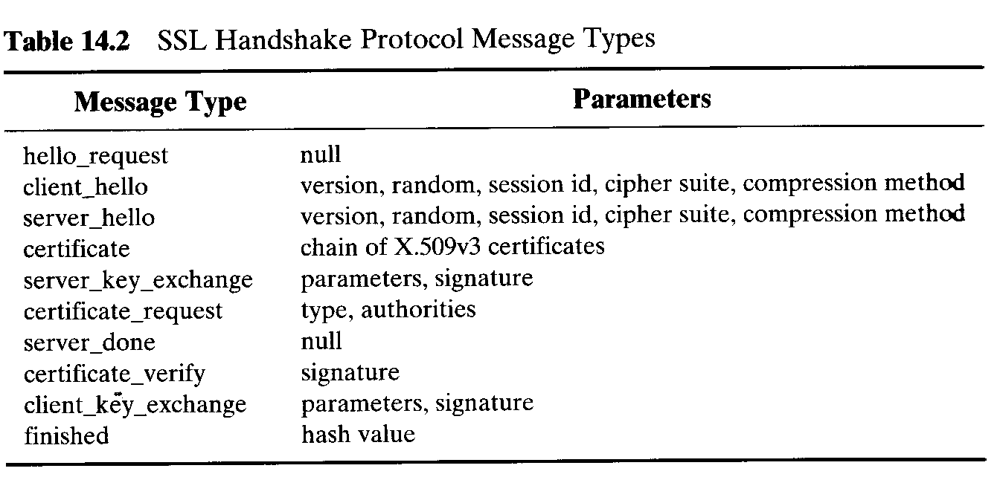 Table 14.2 SSL Handshake Protocol Message Types
Message Type Parameters
hello_request null
client_hello version, random, session id, cipher suite, compression method
server_hello version, random, session id, cipher suite, compression method
certificate chain of X.509v3 certificates
server_key_exchange parameters, signature
certificate_request type, authorities
server_done null
certificate_verify signature
client_key_exchange parameters, signature
finished hash value